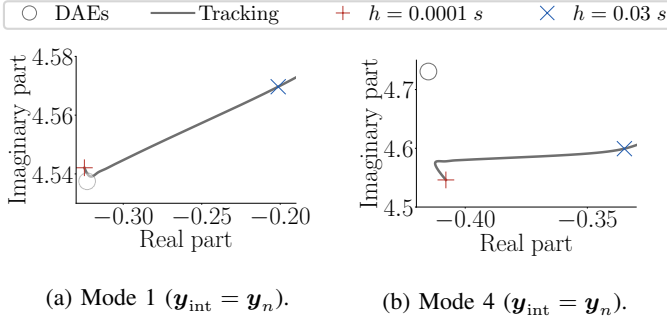 DAEs Tracking h = 0.0001 s h = 0.03 s
Imaginary part
4.58
4.56
4.54
−0.30 −0.25 −0.20
Real part
Imaginary part
4.7
4.6
4.5
−0.40 −0.35
Real part
(a) Mode 1 (y_int = y_n).
(b) Mode 4 (y_int = y_n).